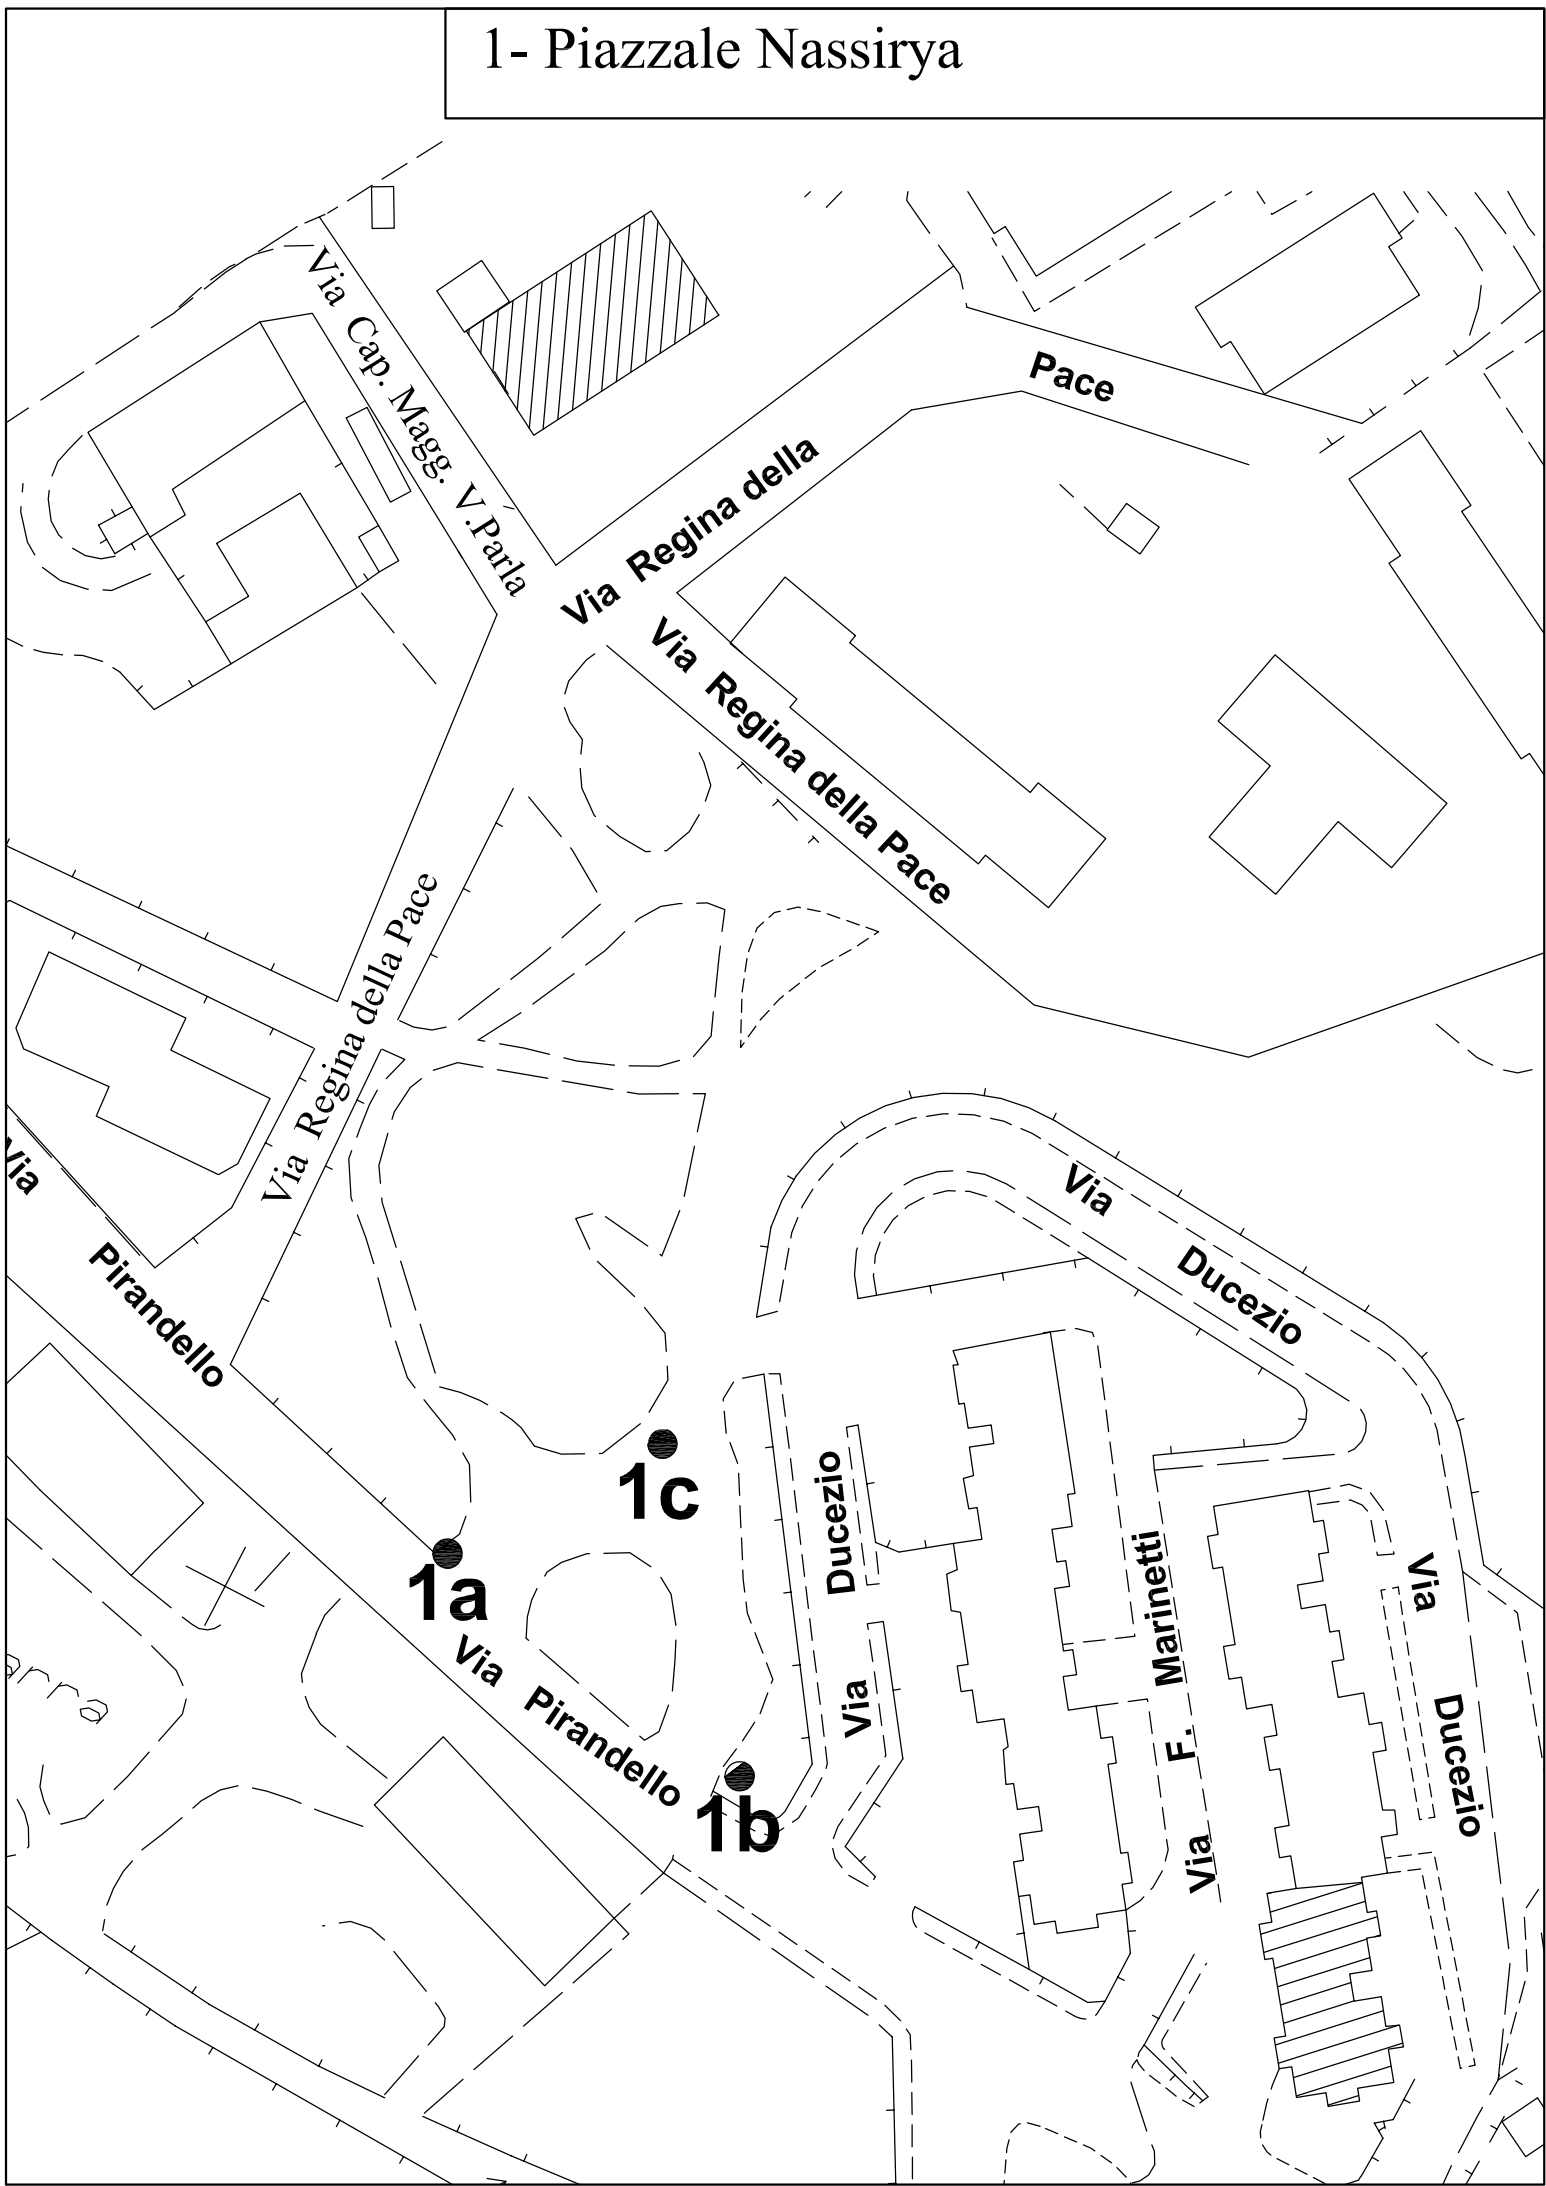 1- Piazzale Nassirya
Via Cap. Magg. V.Parla
Pace
Via Regina della
Via Regina della Pace
Via Regina della Pace
Via
Pirandello
Via
Ducezio
1c
1a
Ducezio
Via
Via F. Marinetti
Via
Ducezio
Via Pirandello
1b